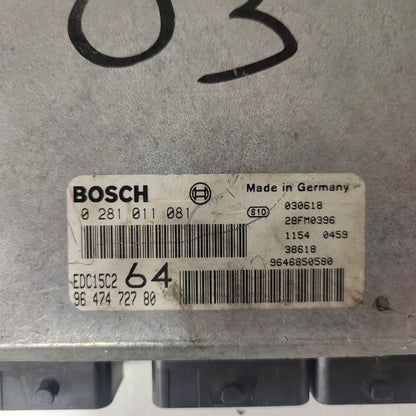 03
BOSCH Made in Germany
0 281 011 081 810 030618
28FM0396
1154 0459
38618
EDC15C2 64 9646850580
96 474 727 80